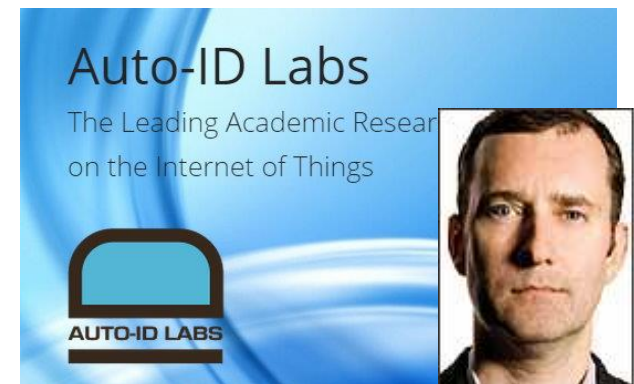 Auto-ID Labs
The Leading Academic Resear
on the Internet of Things
AUTO-ID LABS